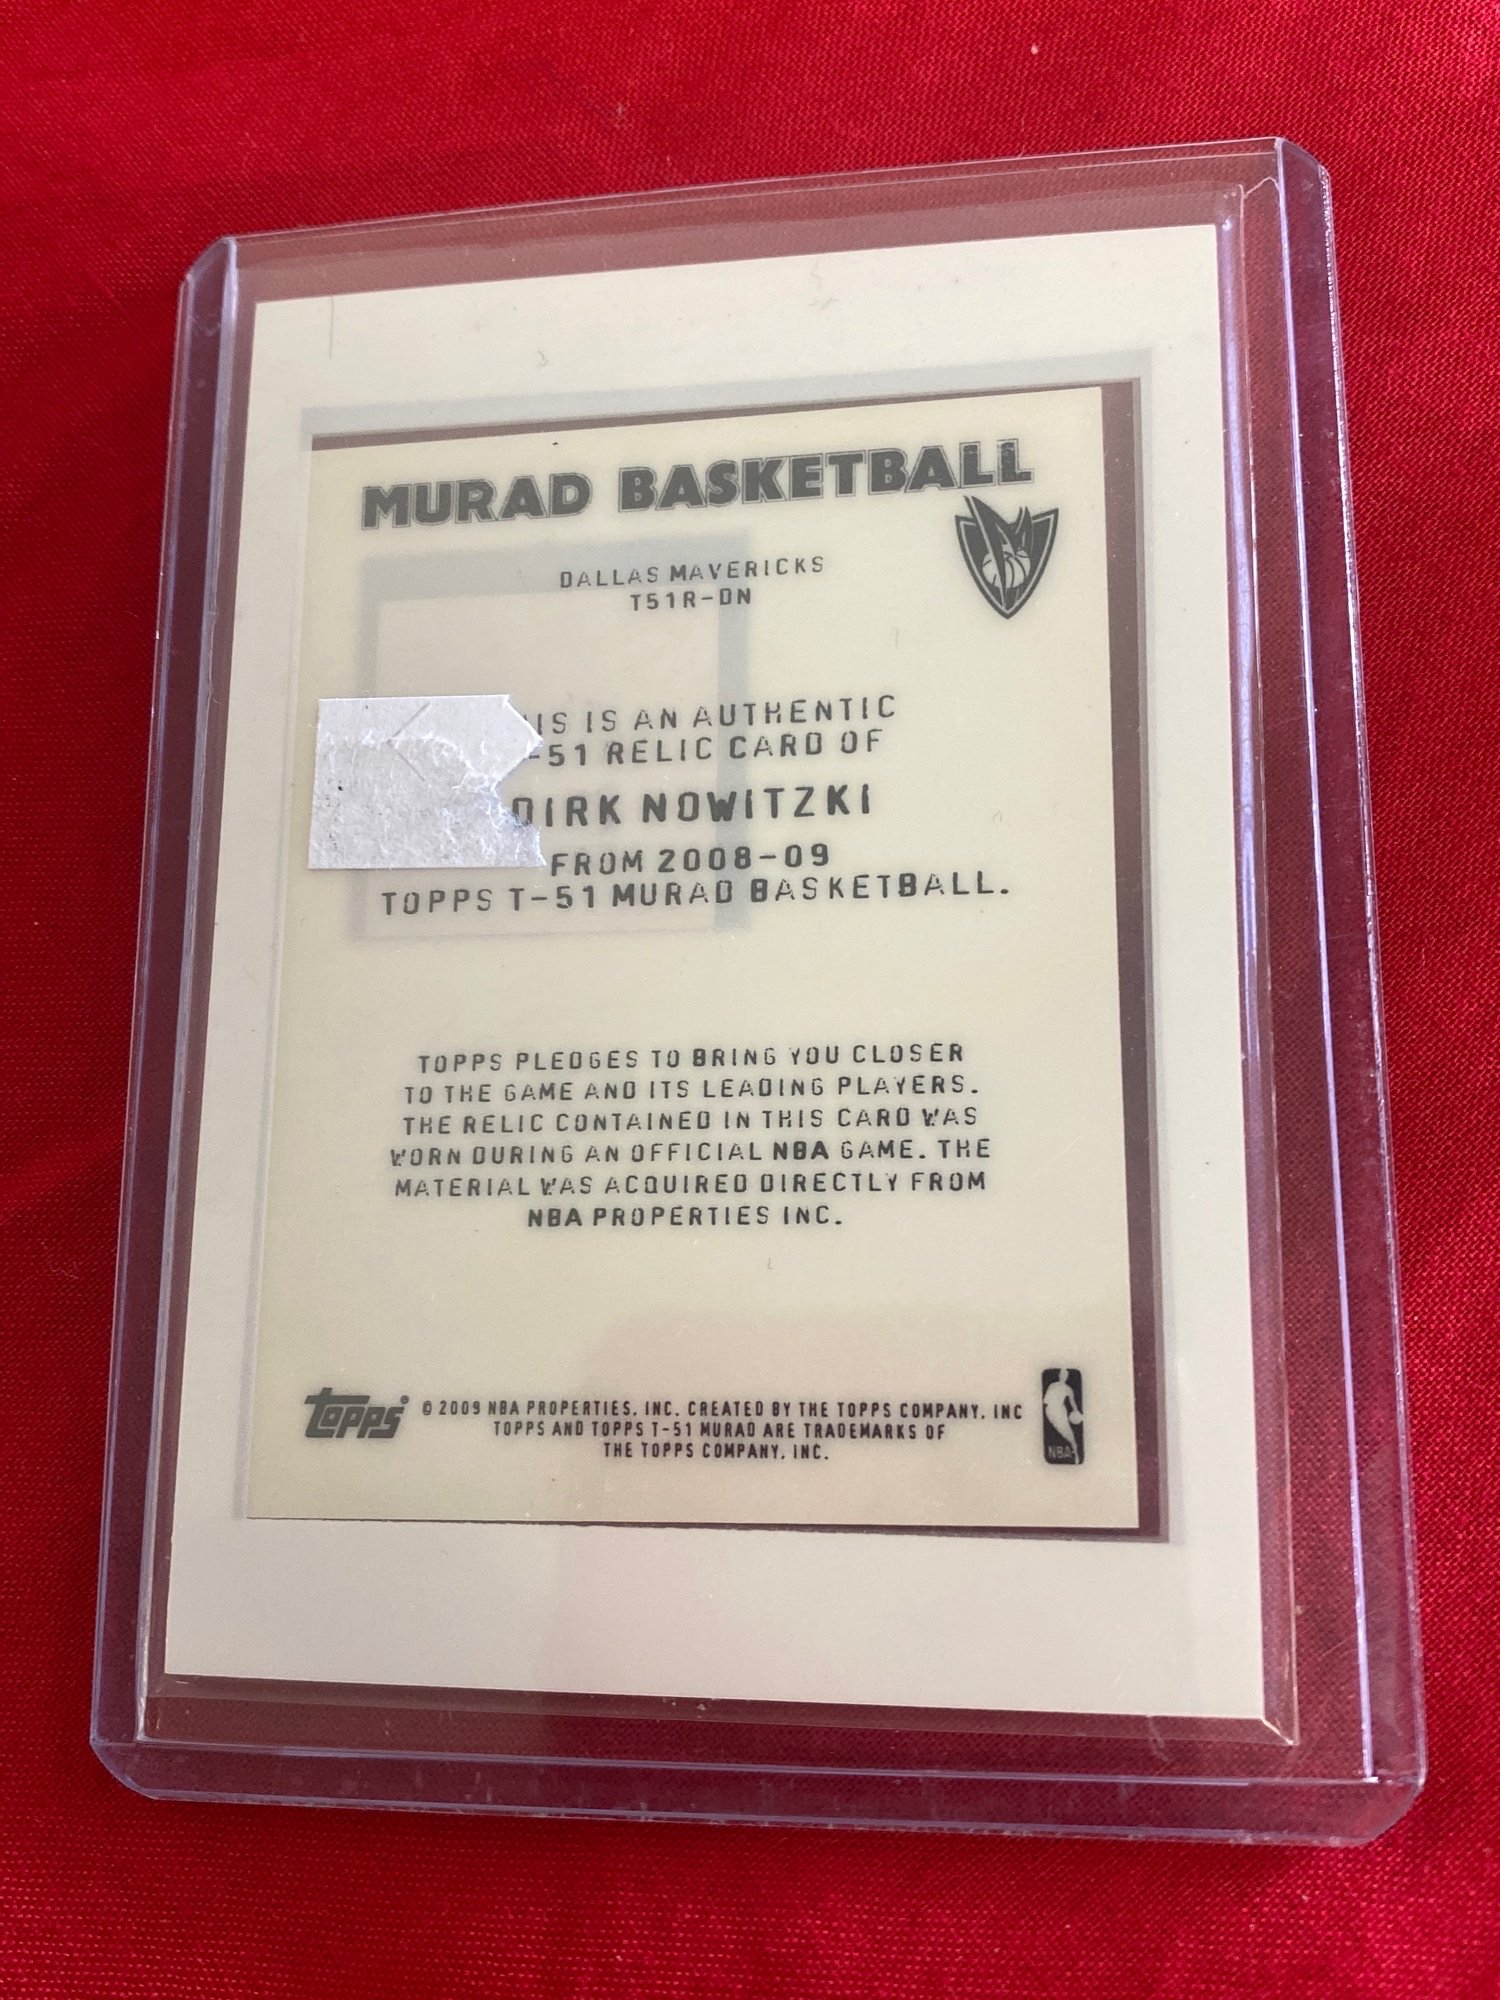 MURAD BASKETBALL
DALLAS MAVERICKS
T51R-DN
IS IS AN AUTHENTIC
-51 RELIC CARD OF
DIRK NOWITZKI
FROM 2008-09
TOPPS T-51 MURAD BASKETBALL.
TOPPS PLEDGES TO BRING YOU CLOSER
TO THE GAME AND ITS LEADING PLAYERS.
THE RELIC CONTAINED IN THIS CARD WAS
WORN DURING AN OFFICIAL NBA GAME. THE
MATERIAL WAS ACQUIRED DIRECTLY FROM
NBA PROPERTIES INC.
Topps® © 2009 NBA PROPERTIES, INC. CREATED BY THE TOPPS COMPANY, INC
TOPPS AND TOPPS T-51 MURAD ARE TRADEMARKS OF
THE TOPPS COMPANY, INC.
NBA